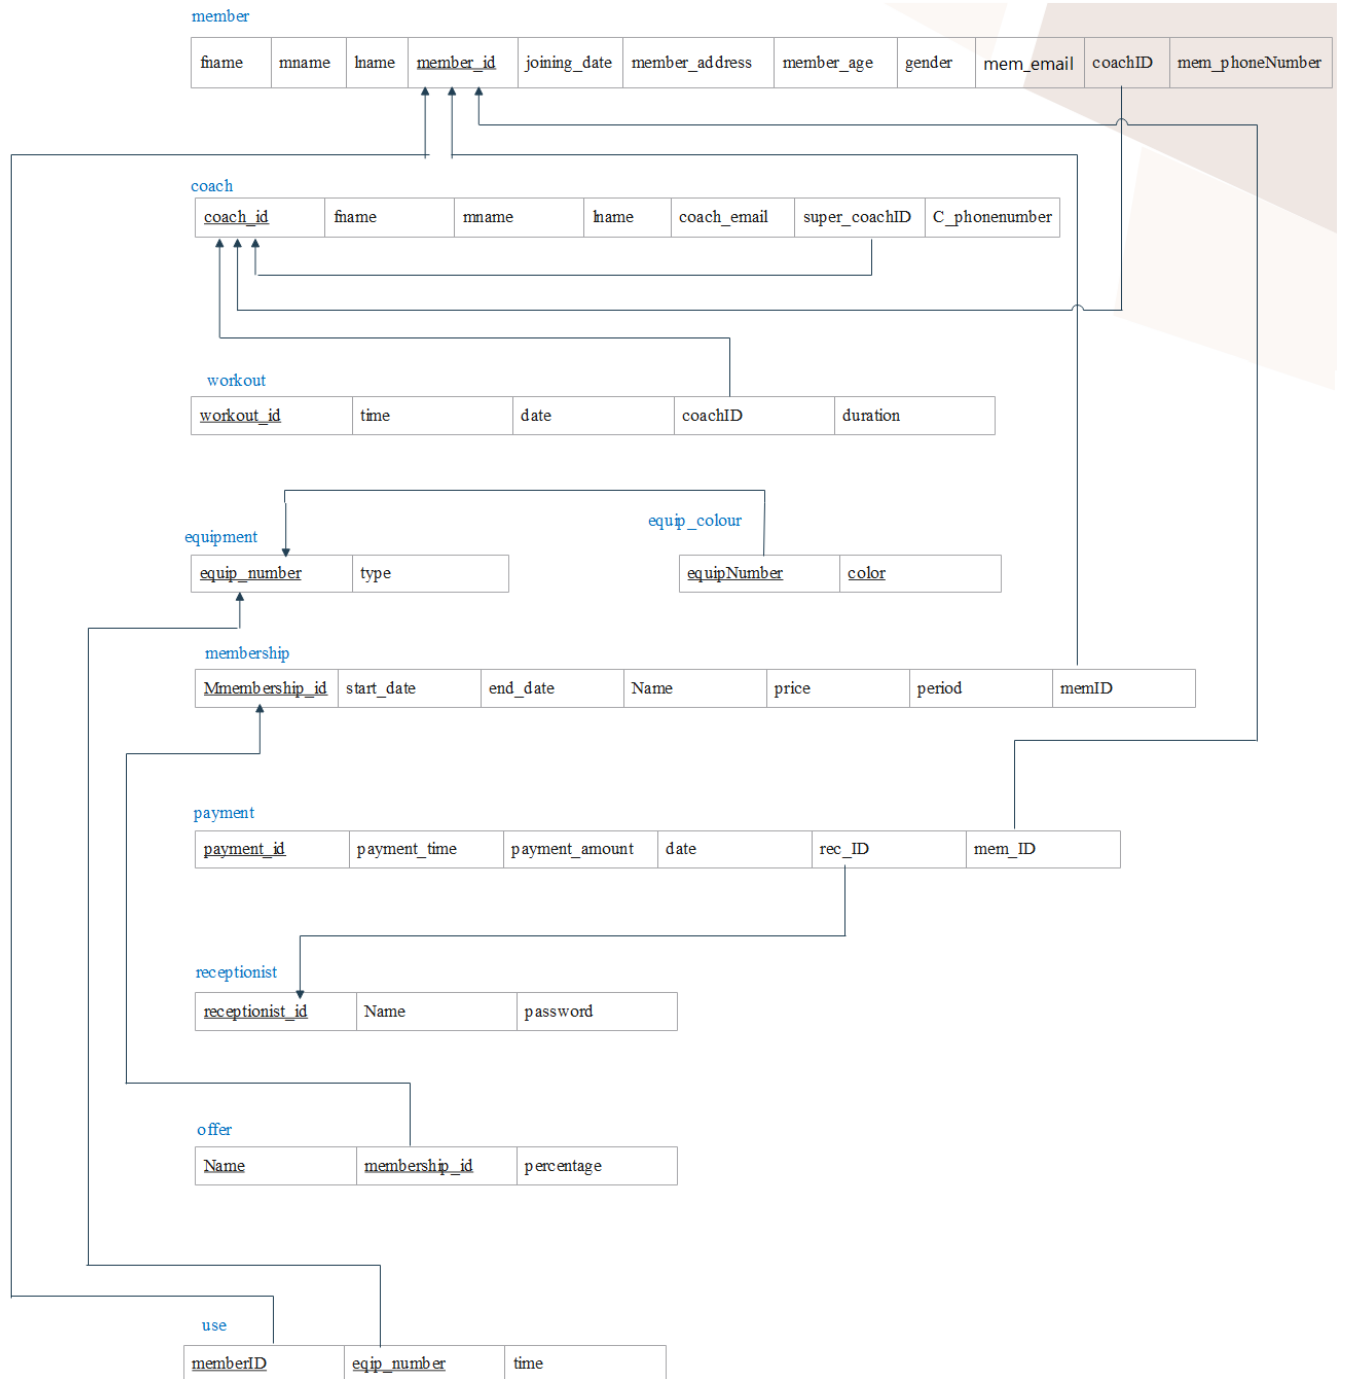 member
fname mname lname member_id joining_date member_address member_age gender mem_email coachID mem_phoneNumber
coach
coach_id fname mname lname coach_email super_coachID C_phonenumber
workout
workout_id time date coachID duration
equip_colour
equipment
equip_number type equipNumber color
membership
Mmembership_id start_date end_date Name price period memID
payment
payment_id payment_time payment_amount date rec_ID mem_ID
receptionist
receptionist_id Name password
offer
Name membership_id percentage
use
memberID eqip_number time